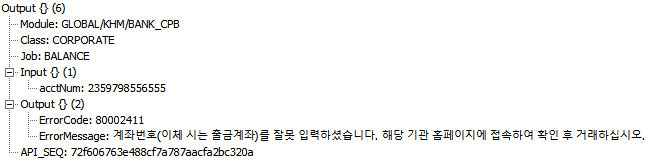 Output {} (6)
Module: GLOBAL/KHM/BANK_CPB
Class: CORPORATE
Job: BALANCE
Input {} (1)
acctNum: 2359798556555
Output {} (2)
ErrorCode: 80002411
ErrorMessage: 계좌번호(이체 시는 출금계좌)를 잘못 입력하셨습니다. 해당 기관 홈페이지에 접속하여 확인 후 거래하십시오.
API_SEQ: 72f606763e488cf7a787aacfa2bc320a